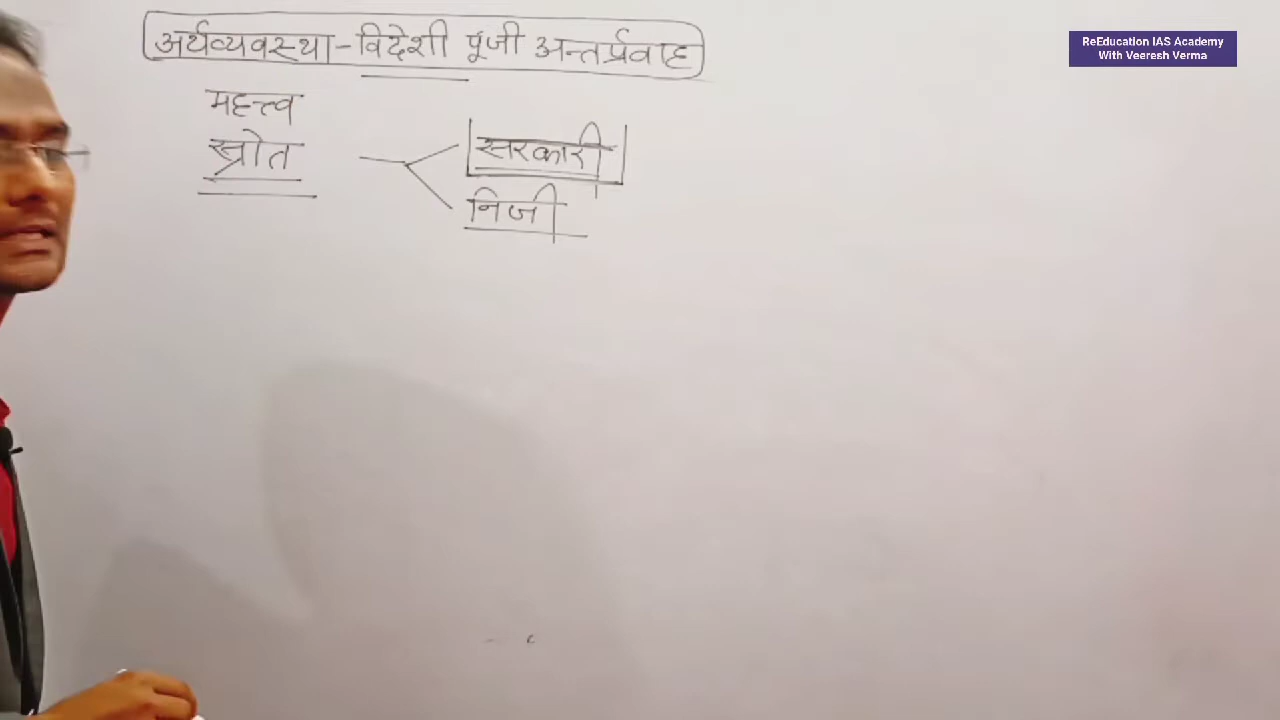 अर्थव्यवस्था - विदेशी पूंजी अन्तर्प्रवाह
ReEducation IAS Academy
With Veeresh Verma
महत्त्व
स्रोत
सरकारी
निजी